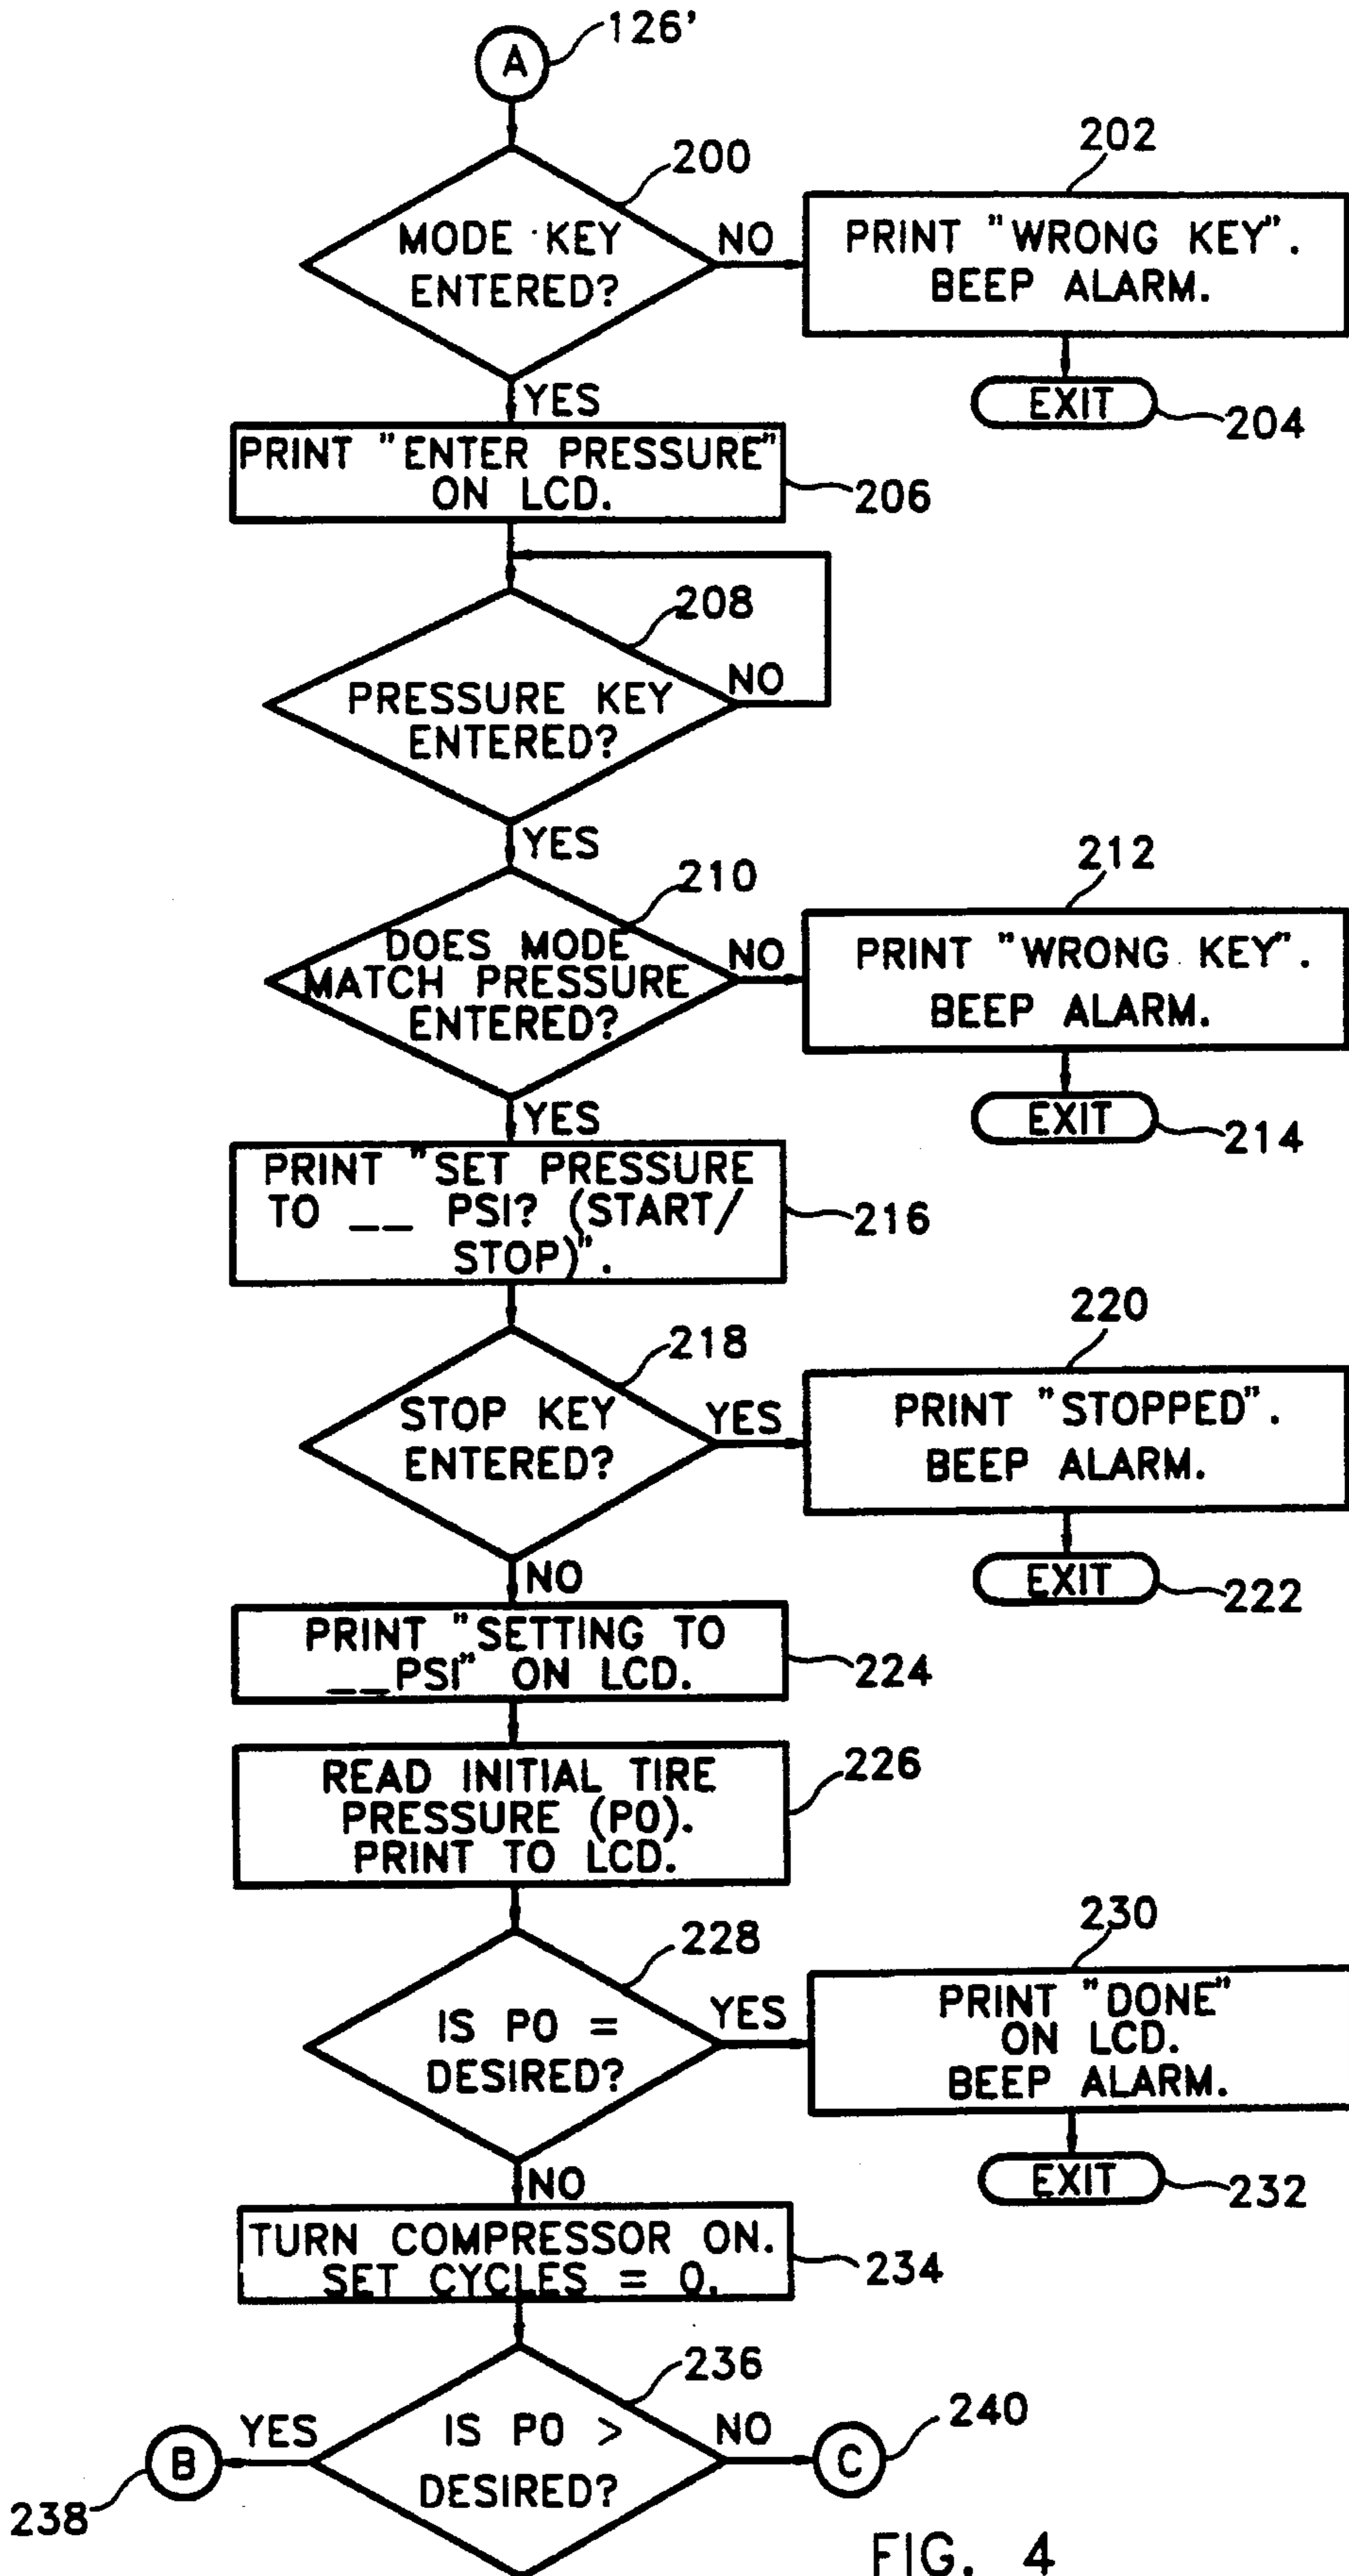 A
126'
200
MODE KEY
ENTERED?
NO
202
PRINT "WRONG KEY".
BEEP ALARM.
EXIT
204
YES
PRINT "ENTER PRESSURE"
ON LCD.
206
208
PRESSURE KEY
ENTERED?
NO
YES
210
DOES MODE
MATCH PRESSURE
ENTERED?
NO
212
PRINT "WRONG KEY".
BEEP ALARM.
EXIT
214
YES
PRINT "SET PRESSURE
TO __ PSI? (START/
STOP)".
216
218
STOP KEY
ENTERED?
YES
220
PRINT "STOPPED".
BEEP ALARM.
EXIT
222
NO
PRINT "SETTING TO
__PSI" ON LCD.
224
READ INITIAL TIRE
PRESSURE (PO).
PRINT TO LCD.
226
228
IS PO =
DESIRED?
YES
230
PRINT "DONE"
ON LCD.
BEEP ALARM.
EXIT
232
NO
TURN COMPRESSOR ON.
SET CYCLES = 0.
234
236
IS PO >
DESIRED?
YES
B
238
NO
C
240
FIG. 4